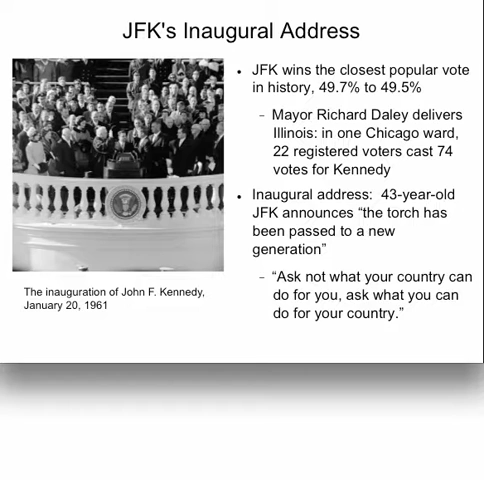 JFK's Inaugural Address
• JFK wins the closest popular vote
in history, 49.7% to 49.5%
– Mayor Richard Daley delivers
Illinois: in one Chicago ward,
22 registered voters cast 74
votes for Kennedy
• Inaugural address:  43-year-old
JFK announces “the torch has
been passed to a new
generation”
– “Ask not what your country can
do for you, ask what you can
do for your country.”
The inauguration of John F. Kennedy,
January 20, 1961